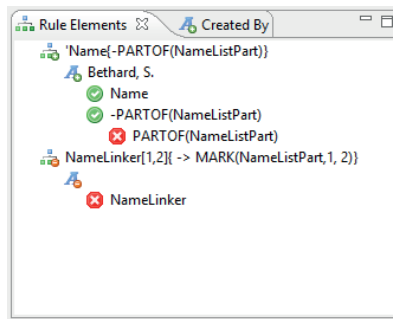 Rule Elements Created By
'Name{-PARTOF(NameListPart)}
Bethard, S.
Name
-PARTOF(NameListPart)
PARTOF(NameListPart)
NameLinker[1,2]{ -> MARK(NameListPart,1, 2)}
NameLinker